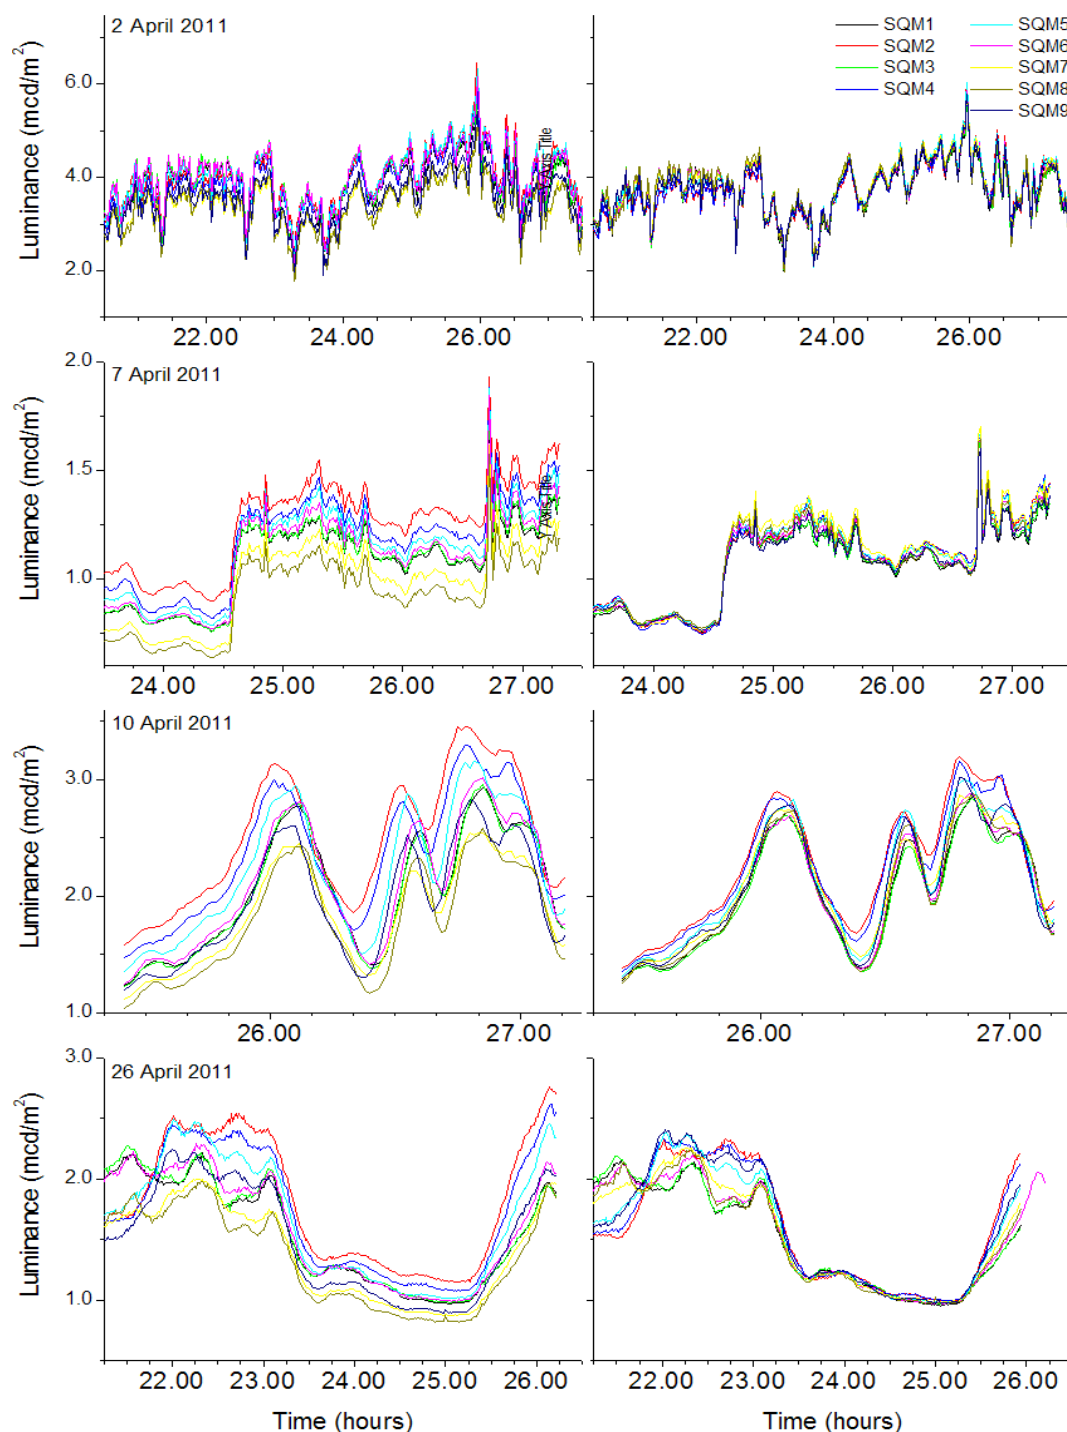 2 April 2011
SQM1
SQM2
SQM3
SQM4
SQM5
SQM6
SQM7
SQM8
SQM9
Luminance (mcd/m²)
6.0
4.0
2.0
Axis Title
22.00 24.00 26.00
22.00 24.00 26.00
7 April 2011
Luminance (mcd/m²)
2.0
1.5
1.0
Axis Title
24.00 25.00 26.00 27.00
24.00 25.00 26.00 27.00
10 April 2011
Luminance (mcd/m²)
3.0
2.0
1.0
26.00 27.00
26.00 27.00
26 April 2011
Luminance (mcd/m²)
3.0
2.0
1.0
22.00 23.00 24.00 25.00 26.00
22.00 23.00 24.00 25.00 26.00
Time (hours)
Time (hours)